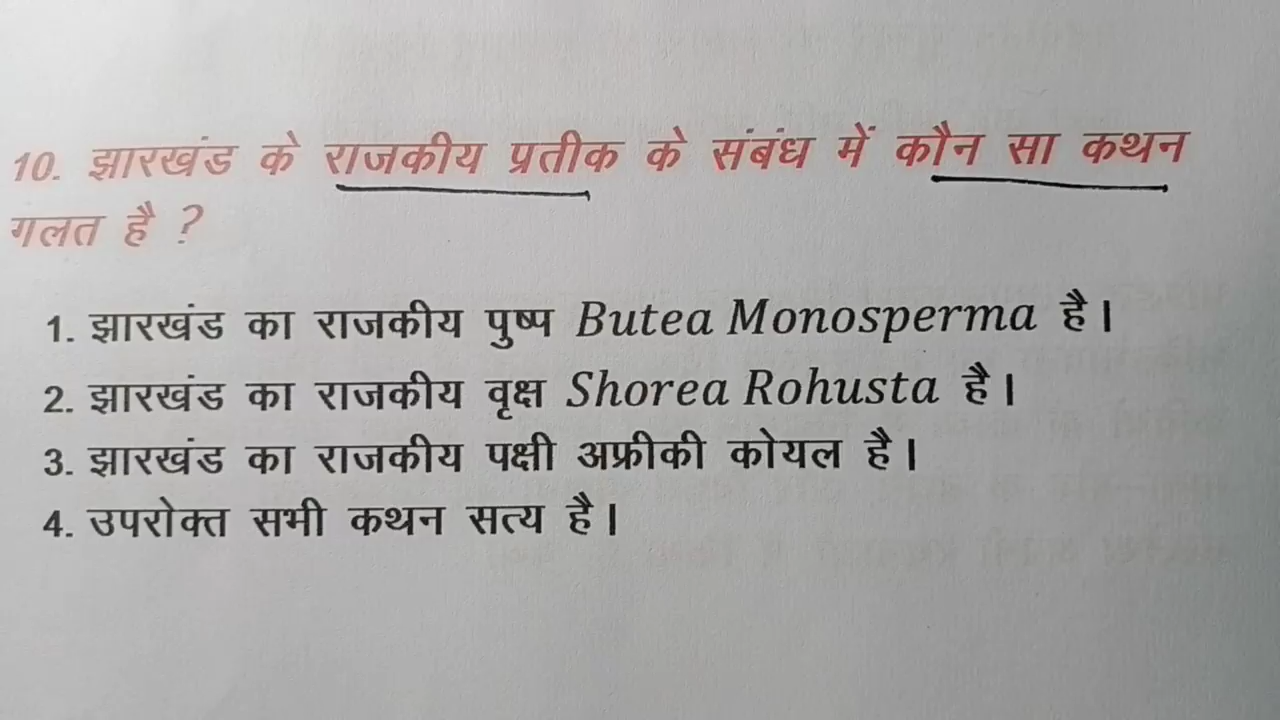 10. झारखंड के राजकीय प्रतीक के संबंध में कौन सा कथन
गलत है ?
1. झारखंड का राजकीय पुष्प Butea Monosperma है।
2. झारखंड का राजकीय वृक्ष Shorea Rohusta है।
3. झारखंड का राजकीय पक्षी अफ्रीकी कोयल है।
4. उपरोक्त सभी कथन सत्य है।